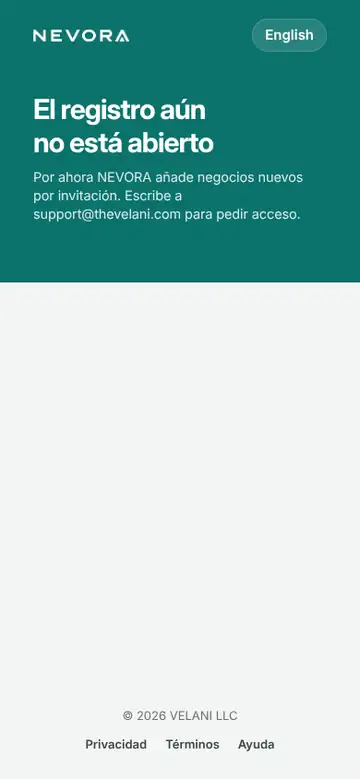 NEVORA
English
El registro aún
no está abierto
Por ahora NEVORA añade negocios nuevos
por invitación. Escribe a
support@thevelani.com para pedir acceso.
© 2026 VELANI LLC
Privacidad Términos Ayuda